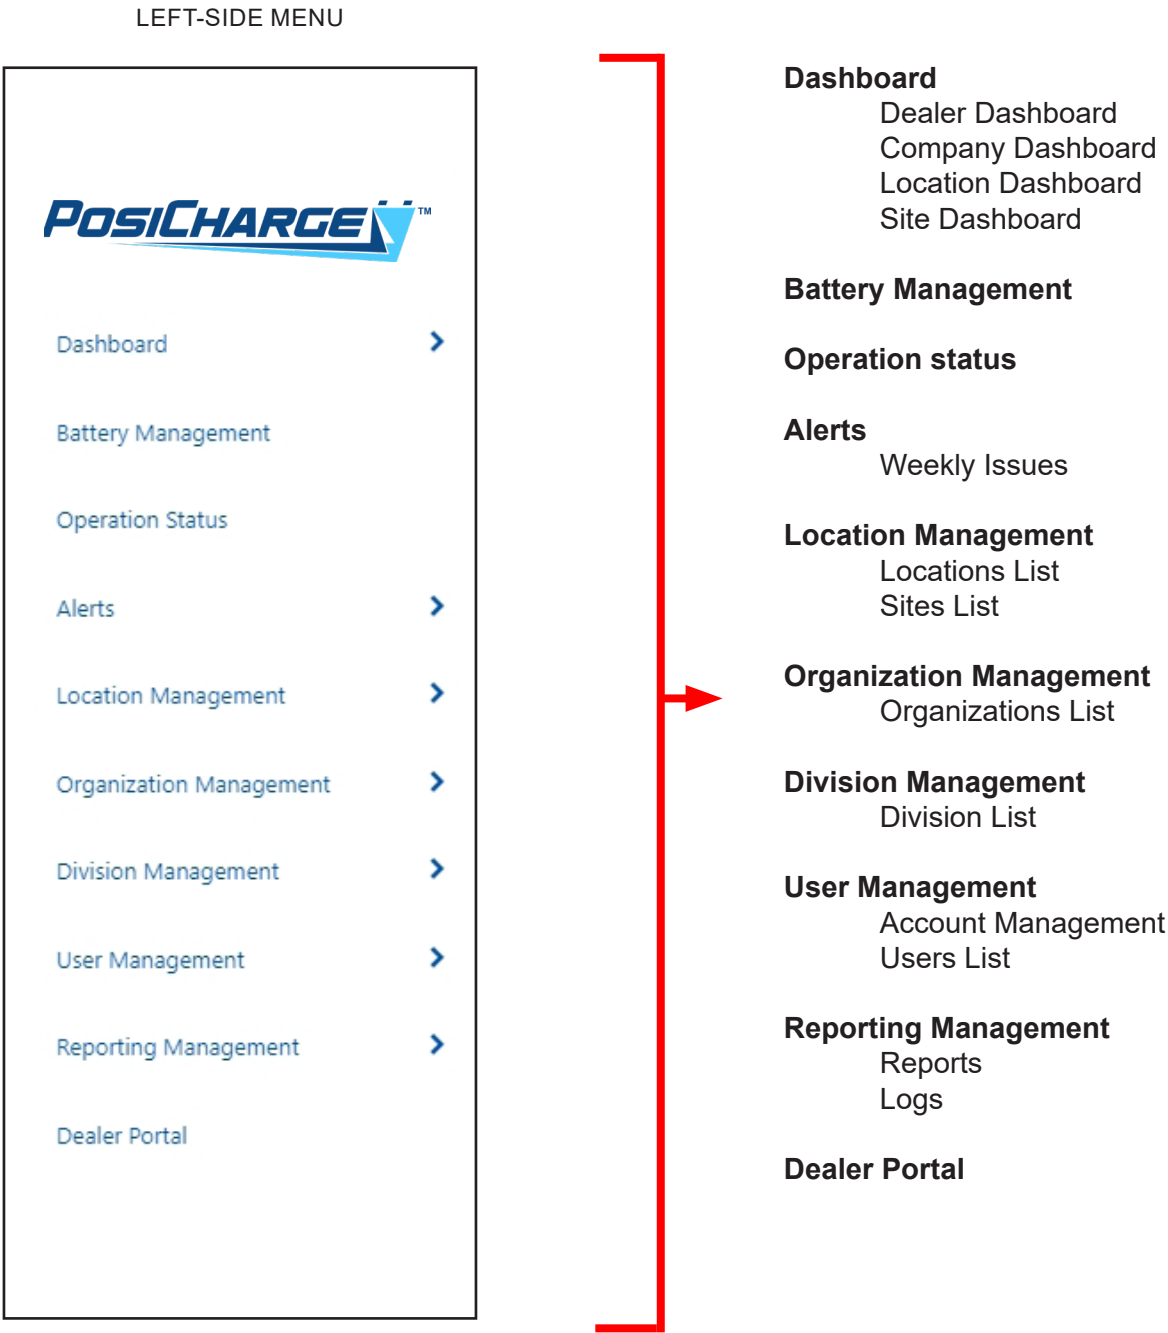 LEFT-SIDE MENU
POSICHARGE™
Dashboard
Battery Management
Operation Status
Alerts
Location Management
Organization Management
Division Management
User Management
Reporting Management
Dealer Portal
Dashboard
Dealer Dashboard
Company Dashboard
Location Dashboard
Site Dashboard
Battery Management
Operation status
Alerts
Weekly Issues
Location Management
Locations List
Sites List
Organization Management
Organizations List
Division Management
Division List
User Management
Account Management
Users List
Reporting Management
Reports
Logs
Dealer Portal